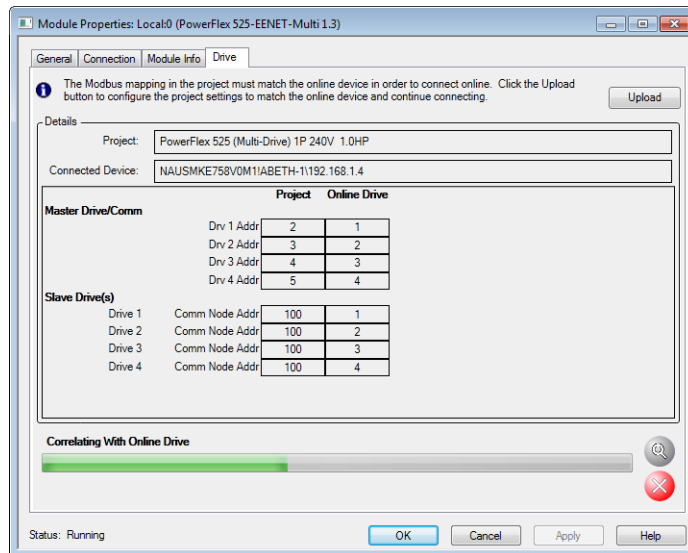 Module Properties: Local:0 (PowerFlex 525-EENET-Multi 1.3)
General Connection Module Info Drive
The Modbus mapping in the project must match the online device in order to connect online. Click the Upload
button to configure the project settings to match the online device and continue connecting.
Upload
Details
Project: PowerFlex 525 (Multi-Drive) 1P 240V 1.0HP
Connected Device: NAUSMKE758V0M1!ABETH-1\192.168.1.4
Project Online Drive
Master Drive/Comm
Drv 1 Addr 2 1
Drv 2 Addr 3 2
Drv 3 Addr 4 3
Drv 4 Addr 5 4
Slave Drive(s)
Drive 1 Comm Node Addr 100 1
Drive 2 Comm Node Addr 100 2
Drive 3 Comm Node Addr 100 3
Drive 4 Comm Node Addr 100 4
Correlating With Online Drive
Status: Running
OK Cancel Apply Help